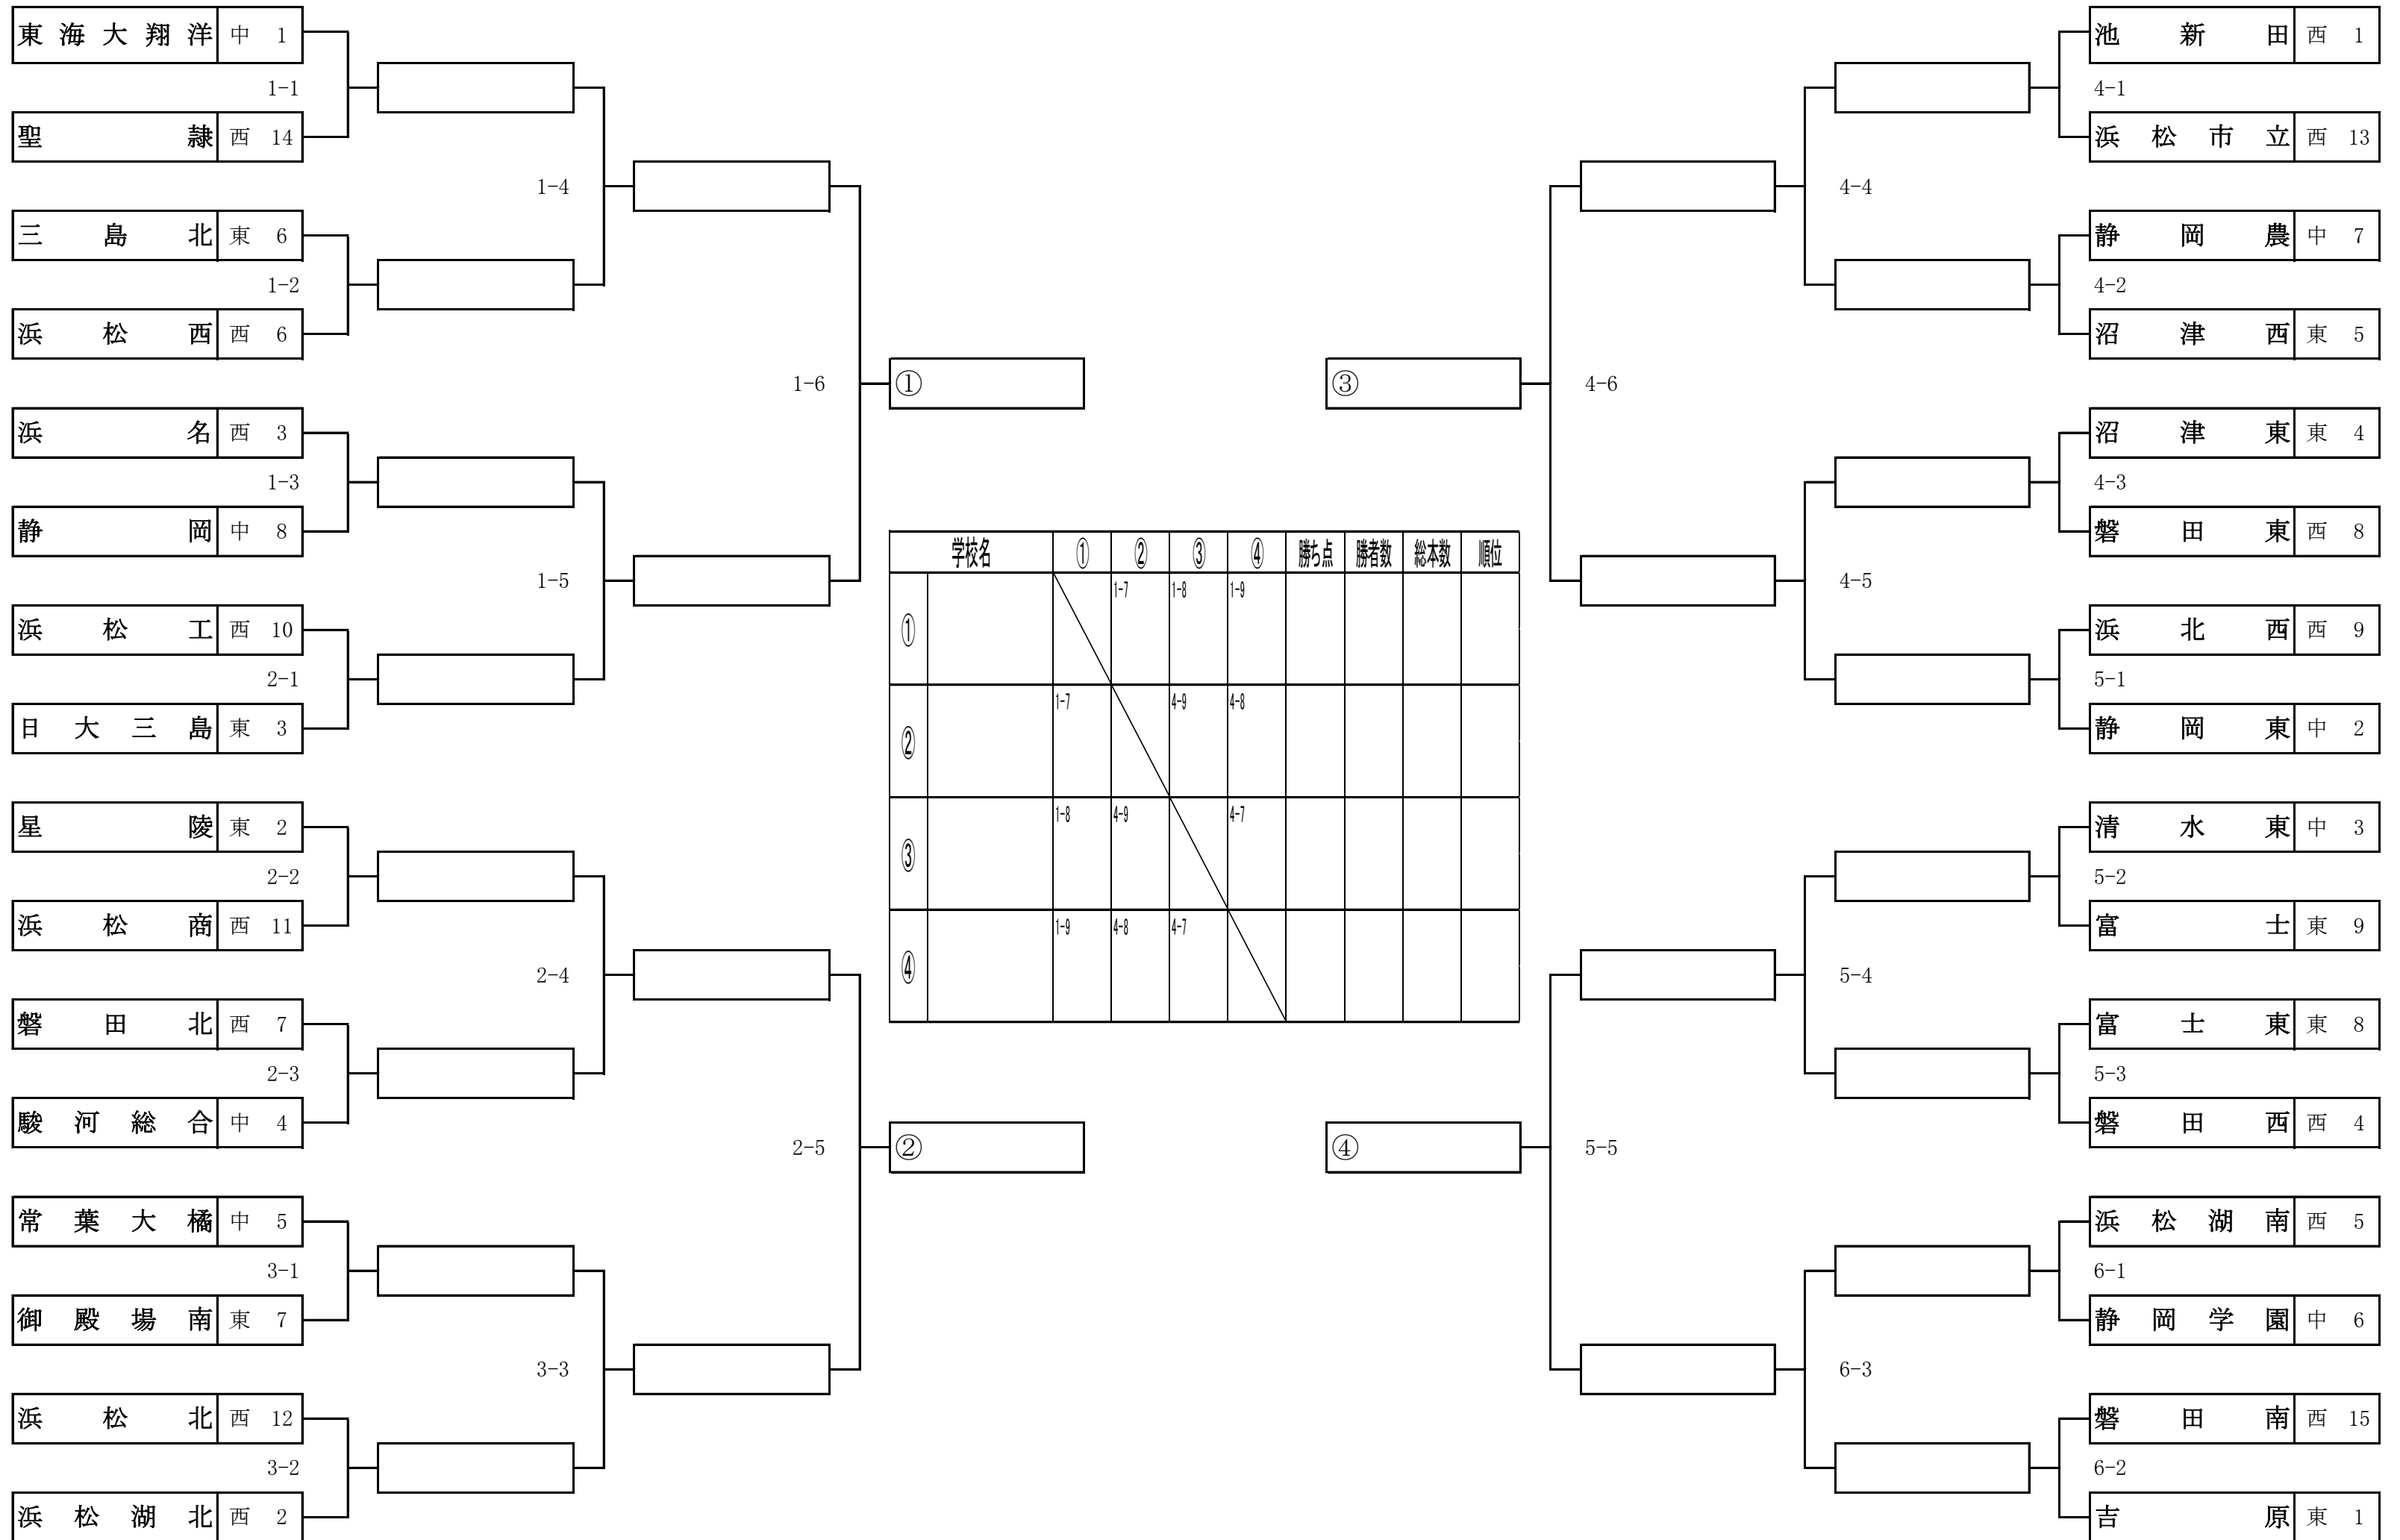 東海大翔洋 中 1
1-1
聖隷 西 14
1-4
三島北 東 6
1-2
浜松西 西 6
1-6
①
浜名 西 3
1-3
静岡 中 8
1-5
浜松工 西 10
2-1
日大三島 東 3
星陵 東 2
2-2
浜松商 西 11
2-4
磐田北 西 7
2-3
駿河総合 中 4
2-5
②
常葉大橘 中 5
3-1
御殿場南 東 7
3-3
浜松北 西 12
3-2
浜松湖北 西 2
学校名 ① ② ③ ④ 勝ち点 勝者数 総本数 順位
① 1-7 1-8 1-9
② 1-7 4-9 4-8
③ 1-8 4-9 4-7
④ 1-9 4-8 4-7
池新田 西 1
4-1
浜松市立 西 13
4-4
静岡農 中 7
4-2
沼津西 東 5
③
4-6
沼津東 東 4
4-3
磐田東 西 8
4-5
浜北西 西 9
5-1
静岡東 中 2
清水東 中 3
5-2
富士 東 9
5-4
富士東 東 8
5-3
磐田西 西 4
④
5-5
浜松湖南 西 5
6-1
静岡学園 中 6
6-3
磐田南 西 15
6-2
吉原 東 1